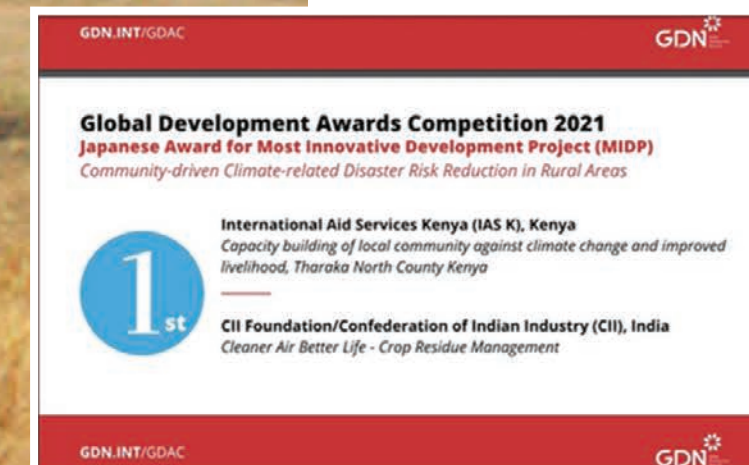 GDN.INT/GDAC
GDN
Global Development Awards Competition 2021
Japanese Award for Most Innovative Development Project (MIDP)
Community-driven Climate-related Disaster Risk Reduction in Rural Areas
International Aid Services Kenya (IAS K), Kenya
Capacity building of local community against climate change and improved
livelihood, Tharaka North County Kenya
1st
CII Foundation/Confederation of Indian Industry (CII), India
Cleaner Air Better Life - Crop Residue Management
GDN.INT/GDAC
GDN